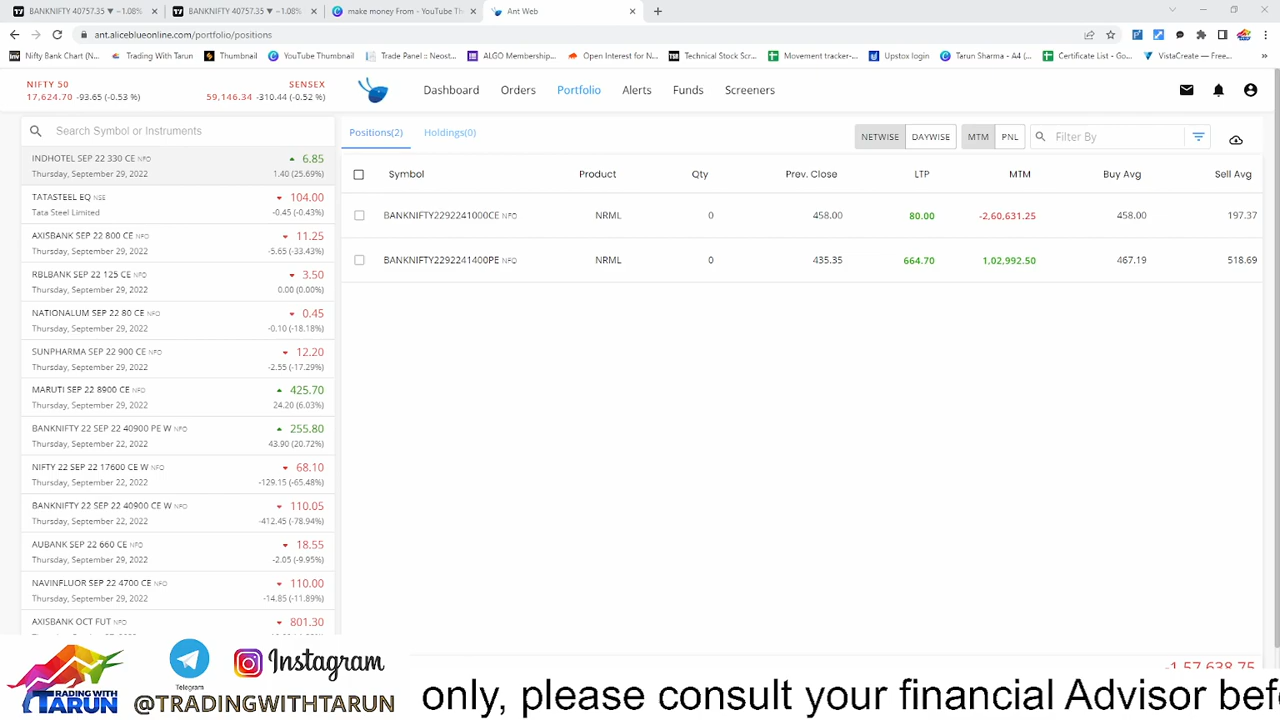 BANKNIFTY 40757.35 ▼ −1.08%
BANKNIFTY 40757.35 ▼ −1.08%
make money From - YouTube Th
Ant Web
ant.aliceblueonline.com/portfolio/positions
Nifty Bank Chart (N...
Trading With Tarun
Thumbnail
YouTube Thumbnail
Trade Panel :: Neost...
ALGO Membership...
Open Interest for N...
Technical Stock Scr...
Movement tracker-...
Upstox login
Tarun Sharma - A4 (...
Certificate List - Go...
VistaCreate — Free...
NIFTY 50
17,624.70 -93.65 (-0.53 %)
SENSEX
59,146.34 -310.44 (-0.52 %)
Dashboard
Orders
Portfolio
Alerts
Funds
Screeners
Search Symbol or Instruments
INDHOTEL SEP 22 330 CE NFO 6.85
Thursday, September 29, 2022 1.40 (25.69%)
TATASTEEL EQ NSE 104.00
Tata Steel Limited -0.45 (-0.43%)
AXISBANK SEP 22 800 CE NFO 11.25
Thursday, September 29, 2022 -5.65 (-33.43%)
RBLBANK SEP 22 125 CE NFO 3.50
Thursday, September 29, 2022 0.00 (0.00%)
NATIONALUM SEP 22 80 CE NFO 0.45
Thursday, September 29, 2022 -0.10 (-18.18%)
SUNPHARMA SEP 22 900 CE NFO 12.20
Thursday, September 29, 2022 -2.55 (-17.29%)
MARUTI SEP 22 8900 CE NFO 425.70
Thursday, September 29, 2022 24.20 (6.03%)
BANKNIFTY 22 SEP 22 40900 PE W NFO 255.80
Thursday, September 22, 2022 43.90 (20.72%)
NIFTY 22 SEP 22 17600 CE W NFO 68.10
Thursday, September 22, 2022 -129.15 (-65.48%)
BANKNIFTY 22 SEP 22 40900 CE W NFO 110.05
Thursday, September 22, 2022 -412.45 (-78.94%)
AUBANK SEP 22 660 CE NFO 18.55
Thursday, September 29, 2022 -2.05 (-9.95%)
NAVINFLUOR SEP 22 4700 CE NFO 110.00
Thursday, September 29, 2022 -14.85 (-11.89%)
AXISBANK OCT FUT NFO 801.30
Positions(2)
Holdings(0)
NETWISE
DAYWISE
MTM
PNL
Filter By
Symbol Product Qty Prev. Close LTP MTM Buy Avg Sell Avg
BANKNIFTY2292241000CE NFO NRML 0 458.00 80.00 -2,60,631.25 458.00 197.37
BANKNIFTY2292241400PE NFO NRML 0 435.35 664.70 1,02,992.50 467.19 518.69
-1,57,638.75
TRADING WITH
TARUN
Telegram
Instagram
@TRADINGWITHTARUN
only, please consult your financial Advisor bef